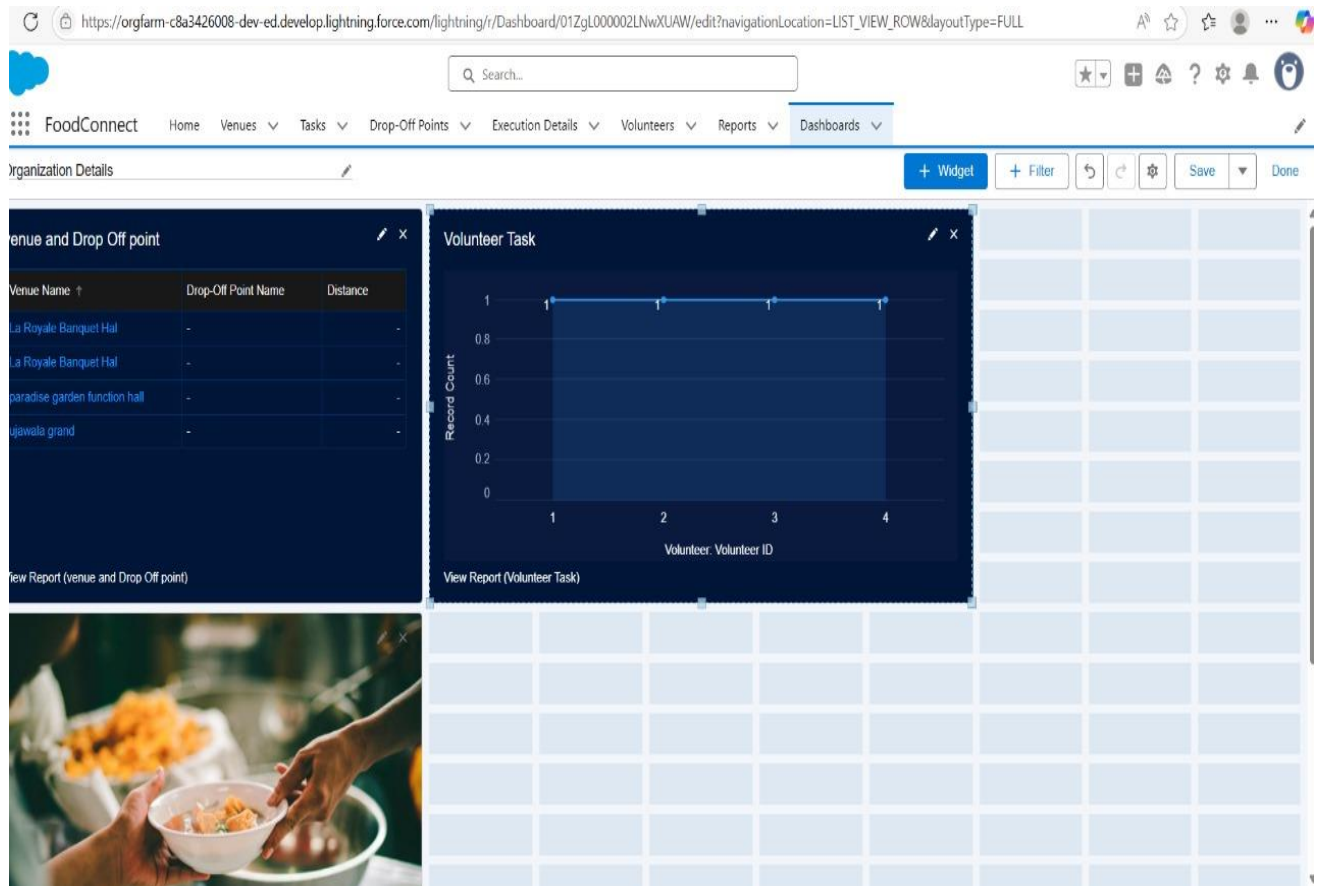 https://orgfarm-c8a3426008-dev-ed.develop.lightning.force.com/lightning/r/Dashboard/01ZgL000002LNwXUAW/edit?navigationLocation=LIST_VIEW_ROW&layoutType=FULL
Search...
FoodConnect Home Venues Tasks Drop-Off Points Execution Details Volunteers Reports Dashboards
Organization Details + Widget + Filter Save Done
venue and Drop Off point
Venue Name ↑ Drop-Off Point Name Distance
La Royale Banquet Hal - -
La Royale Banquet Hal - -
paradise garden function hall - -
ujawala grand - -
View Report (venue and Drop Off point)
Volunteer Task
Record Count
1
0.8
0.6
0.4
0.2
0
1 1 1 1
1 2 3 4
Volunteer: Volunteer ID
View Report (Volunteer Task)